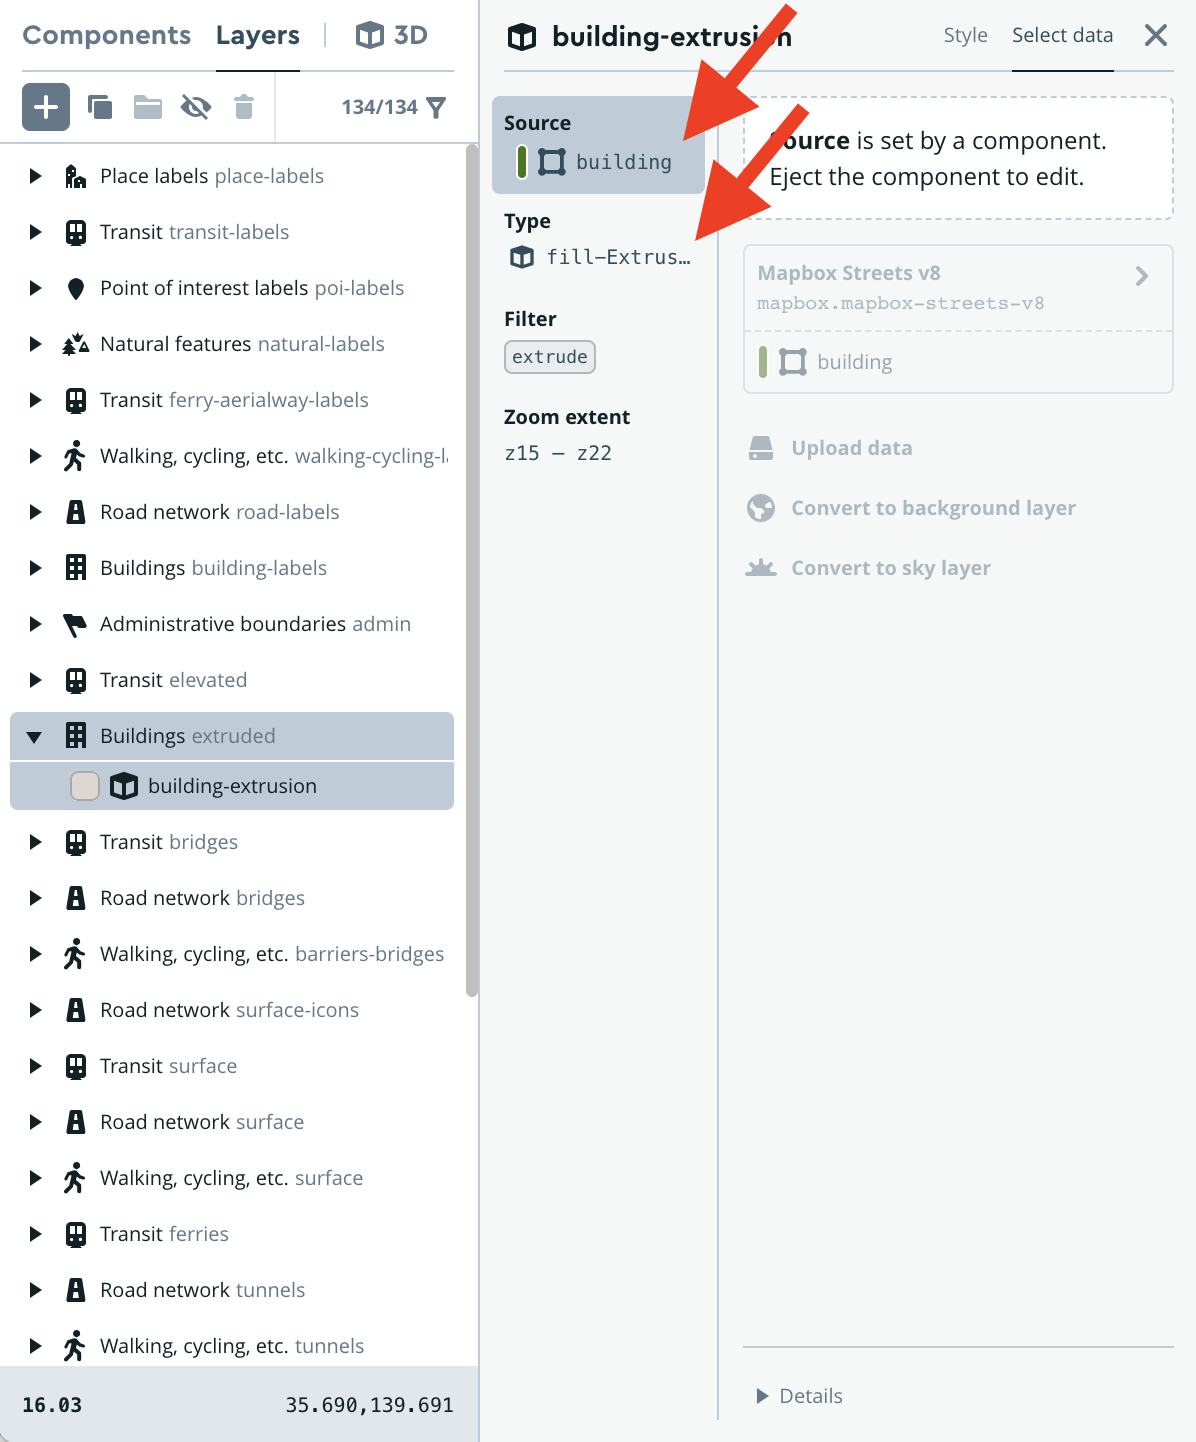 Components Layers 3D
134/134
Place labels place-labels
Transit transit-labels
Point of interest labels poi-labels
Natural features natural-labels
Transit ferry-aerialway-labels
Walking, cycling, etc. walking-cycling-l
Road network road-labels
Buildings building-labels
Administrative boundaries admin
Transit elevated
Buildings extruded
building-extrusion
Transit bridges
Road network bridges
Walking, cycling, etc. barriers-bridges
Road network surface-icons
Transit surface
Road network surface
Walking, cycling, etc. surface
Transit ferries
Road network tunnels
Walking, cycling, etc. tunnels
16.03 35.690,139.691
building-extrusion Style Select data
Source
building
Type
fill-Extrus…
Filter
extrude
Zoom extent
z15 – z22
Source is set by a component.
Eject the component to edit.
Mapbox Streets v8
mapbox.mapbox-streets-v8
building
Upload data
Convert to background layer
Convert to sky layer
Details